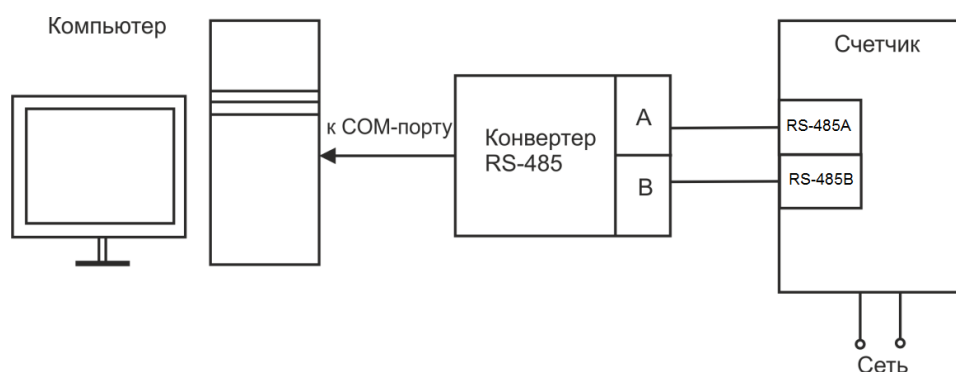 Компьютер
к COM-порту
Конвертер
RS-485
A
B
Счетчик
RS-485A
RS-485B
Сеть